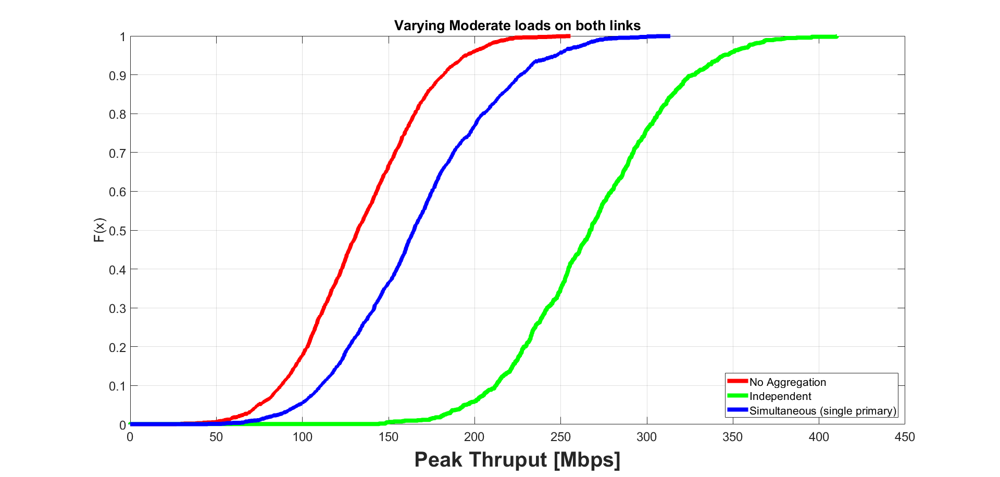 Varying Moderate loads on both links
1
0.9
0.8
0.7
0.6
0.5
0.4
0.3
0.2
0.1
0
F(x)
0 50 100 150 200 250 300 350 400 450
Peak Thruput [Mbps]
No Aggregation
Independent
Simultaneous (single primary)